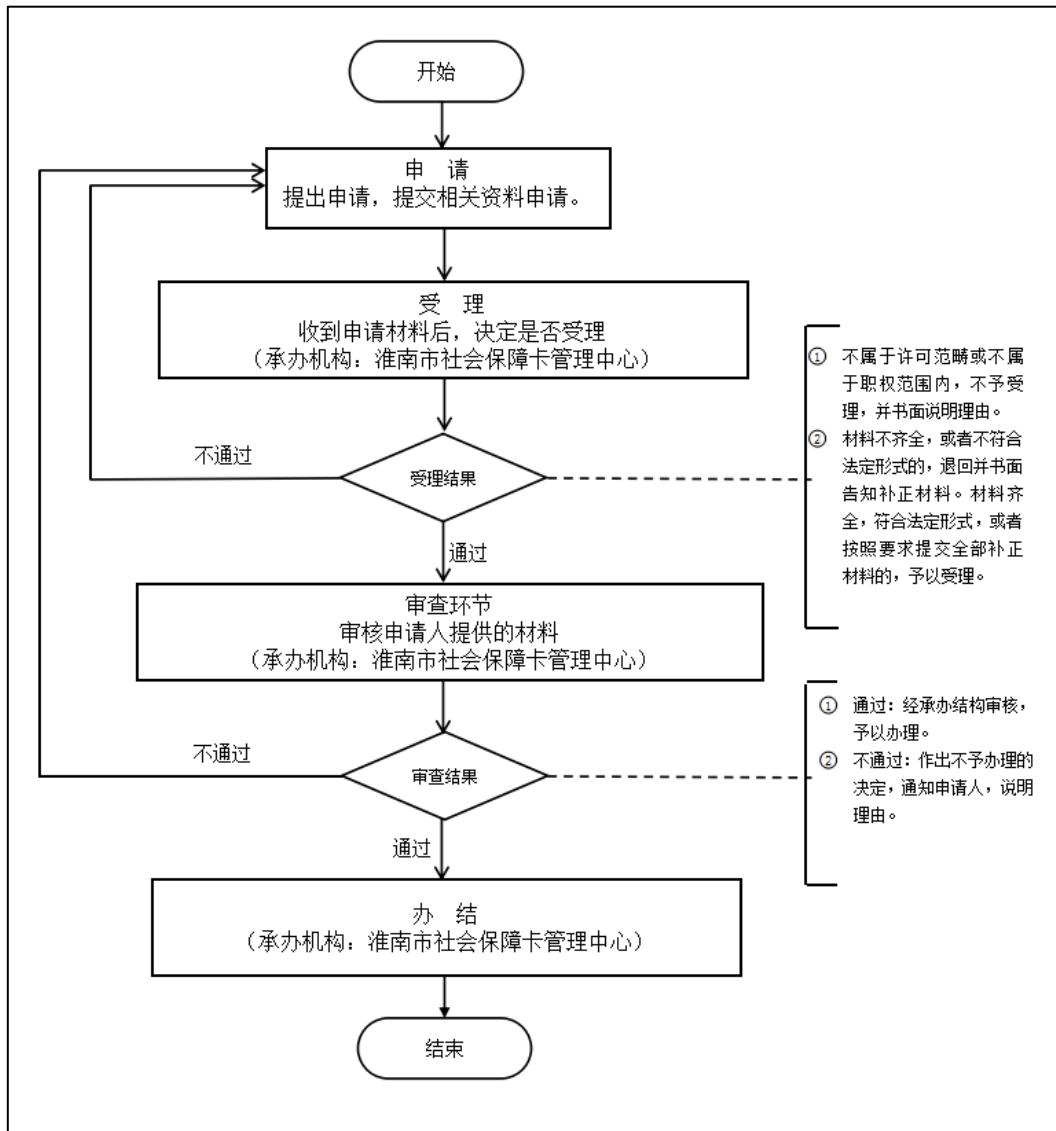 开始
申 请
提出申请，提交相关资料申请。
受 理
收到申请材料后，决定是否受理
（承办机构：淮南市社会保障卡管理中心）
① 不属于许可范畴或不属
于职权范围内，不予受
理，并书面说明理由。
② 材料不齐全，或者不符合
法定形式的，退回并书面
告知补正材料。材料齐
全，符合法定形式，或者
按照要求提交全部补正
材料的，予以受理。
不通过
受理结果
通过
审查环节
审核申请人提供的材料
（承办机构：淮南市社会保障卡管理中心）
① 通过：经承办结构审核，
予以办理。
② 不通过：作出不予办理的
决定，通知申请人，说明
理由。
不通过
审查结果
通过
办 结
（承办机构：淮南市社会保障卡管理中心）
结束